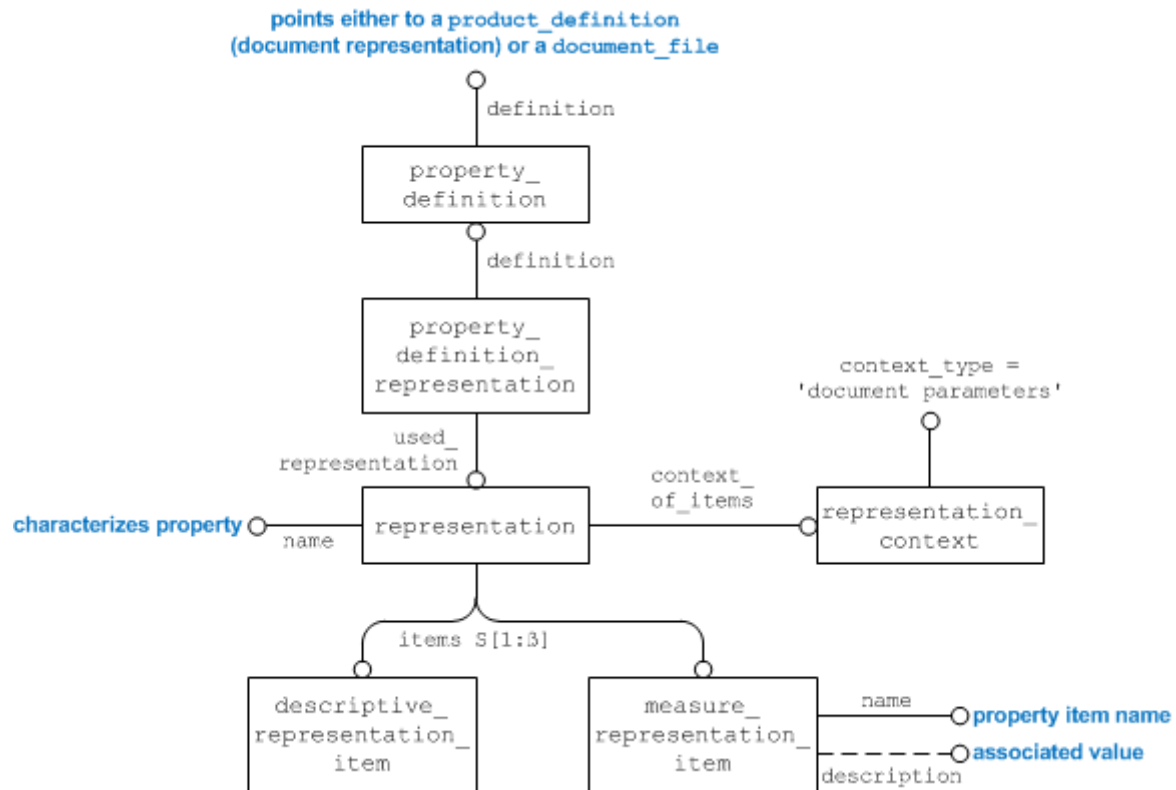 points either to a product_definition
(document representation) or a document_file
definition
property_
definition
definition
property_
definition_
representation
context_type =
'document parameters'
used_
representation
context_
of_items
characterizes property
name
representation
representation_
context
items S[1:3]
descriptive_
representation_
item
measure_
representation_
item
name
property item name
associated value
description